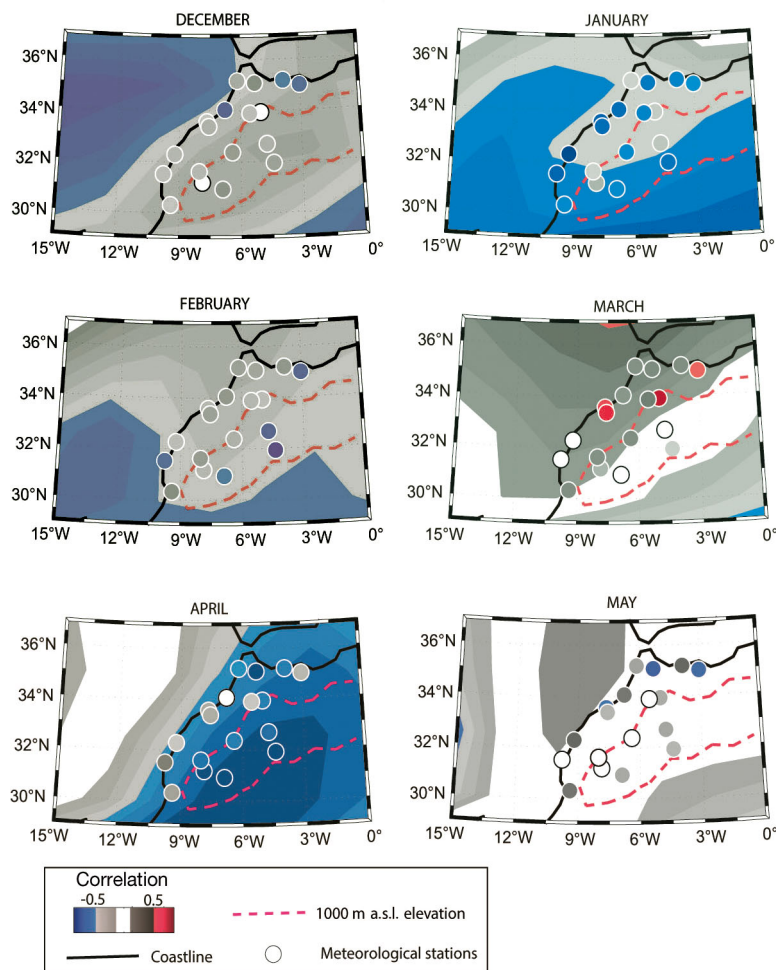 DECEMBER
JANUARY
36°N
34°N
32°N
30°N
15°W
12°W
9°W
6°W
3°W
0°
36°N
34°N
32°N
30°N
15°W
12°W
9°W
6°W
3°W
0°
FEBRUARY
MARCH
36°N
34°N
32°N
30°N
15°W
12°W
9°W
6°W
3°W
0°
36°N
34°N
32°N
30°N
15°W
12°W
9°W
6°W
3°W
0°
APRIL
MAY
36°N
34°N
32°N
30°N
15°W
12°W
9°W
6°W
3°W
0°
36°N
34°N
32°N
30°N
15°W
12°W
9°W
6°W
3°W
0°
Correlation
-0.5 0.5
1000 m a.s.l. elevation
Coastline
Meteorological stations